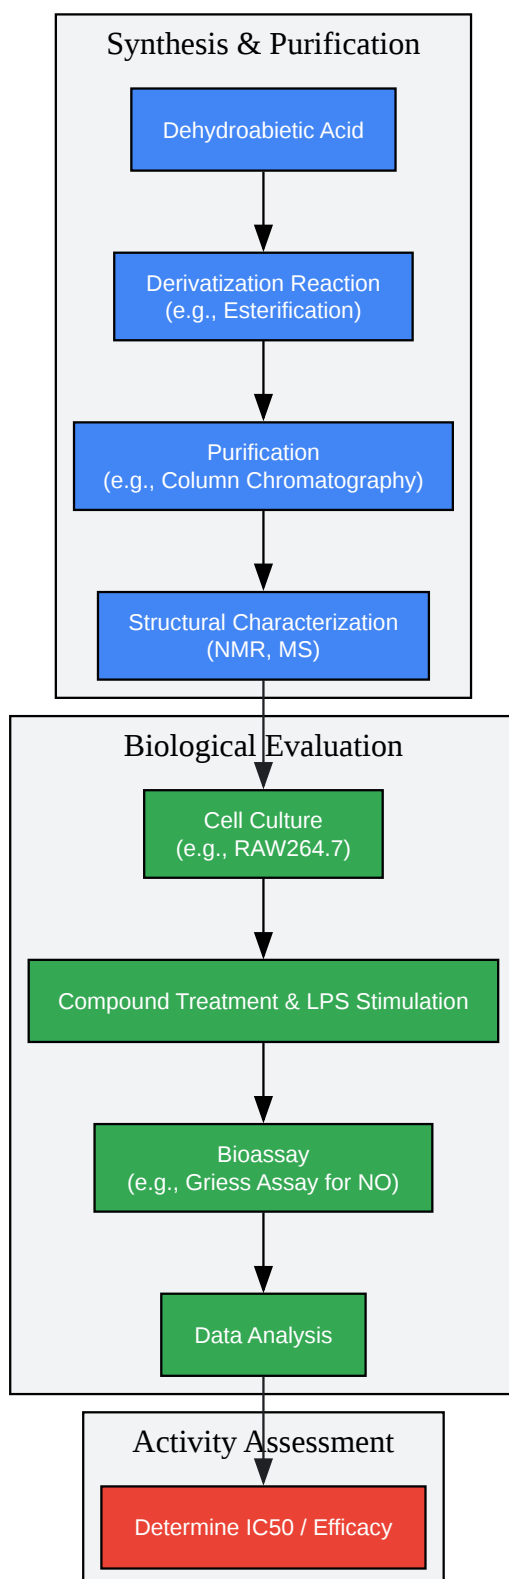 Synthesis & Purification
Dehydroabietic Acid
Derivatization Reaction
(e.g., Esterification)
Purification
(e.g., Column Chromatography)
Structural Characterization
(NMR, MS)
Biological Evaluation
Cell Culture
(e.g., RAW264.7)
Compound Treatment & LPS Stimulation
Bioassay
(e.g., Griess Assay for NO)
Data Analysis
Activity Assessment
Determine IC50 / Efficacy